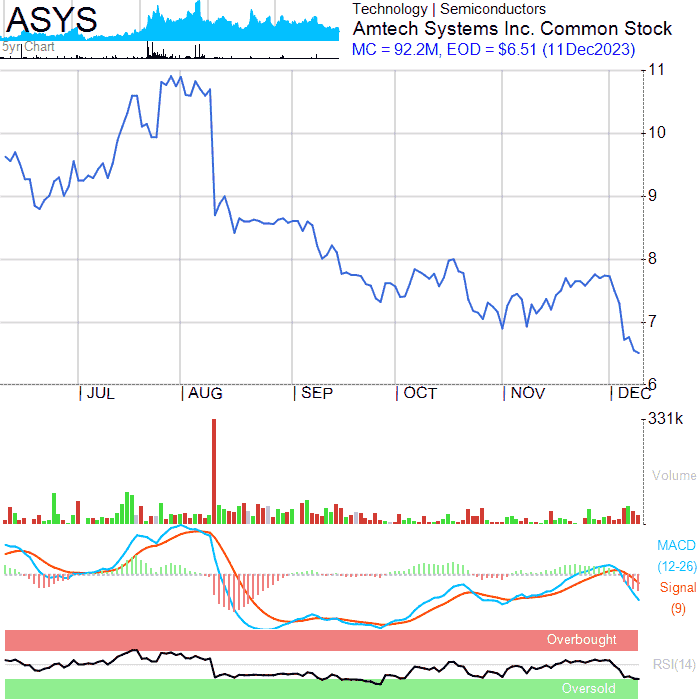 ASYS
5yr Chart
Technology | Semiconductors
Amtech Systems Inc. Common Stock
MC = 92.2M, EOD = $6.51 (11Dec2023)
11
10
9
8
7
6
JUL AUG SEP OCT NOV DEC
331k
Volume
MACD
(12-26)
Signal
(9)
Overbought
RSI(14)
Oversold